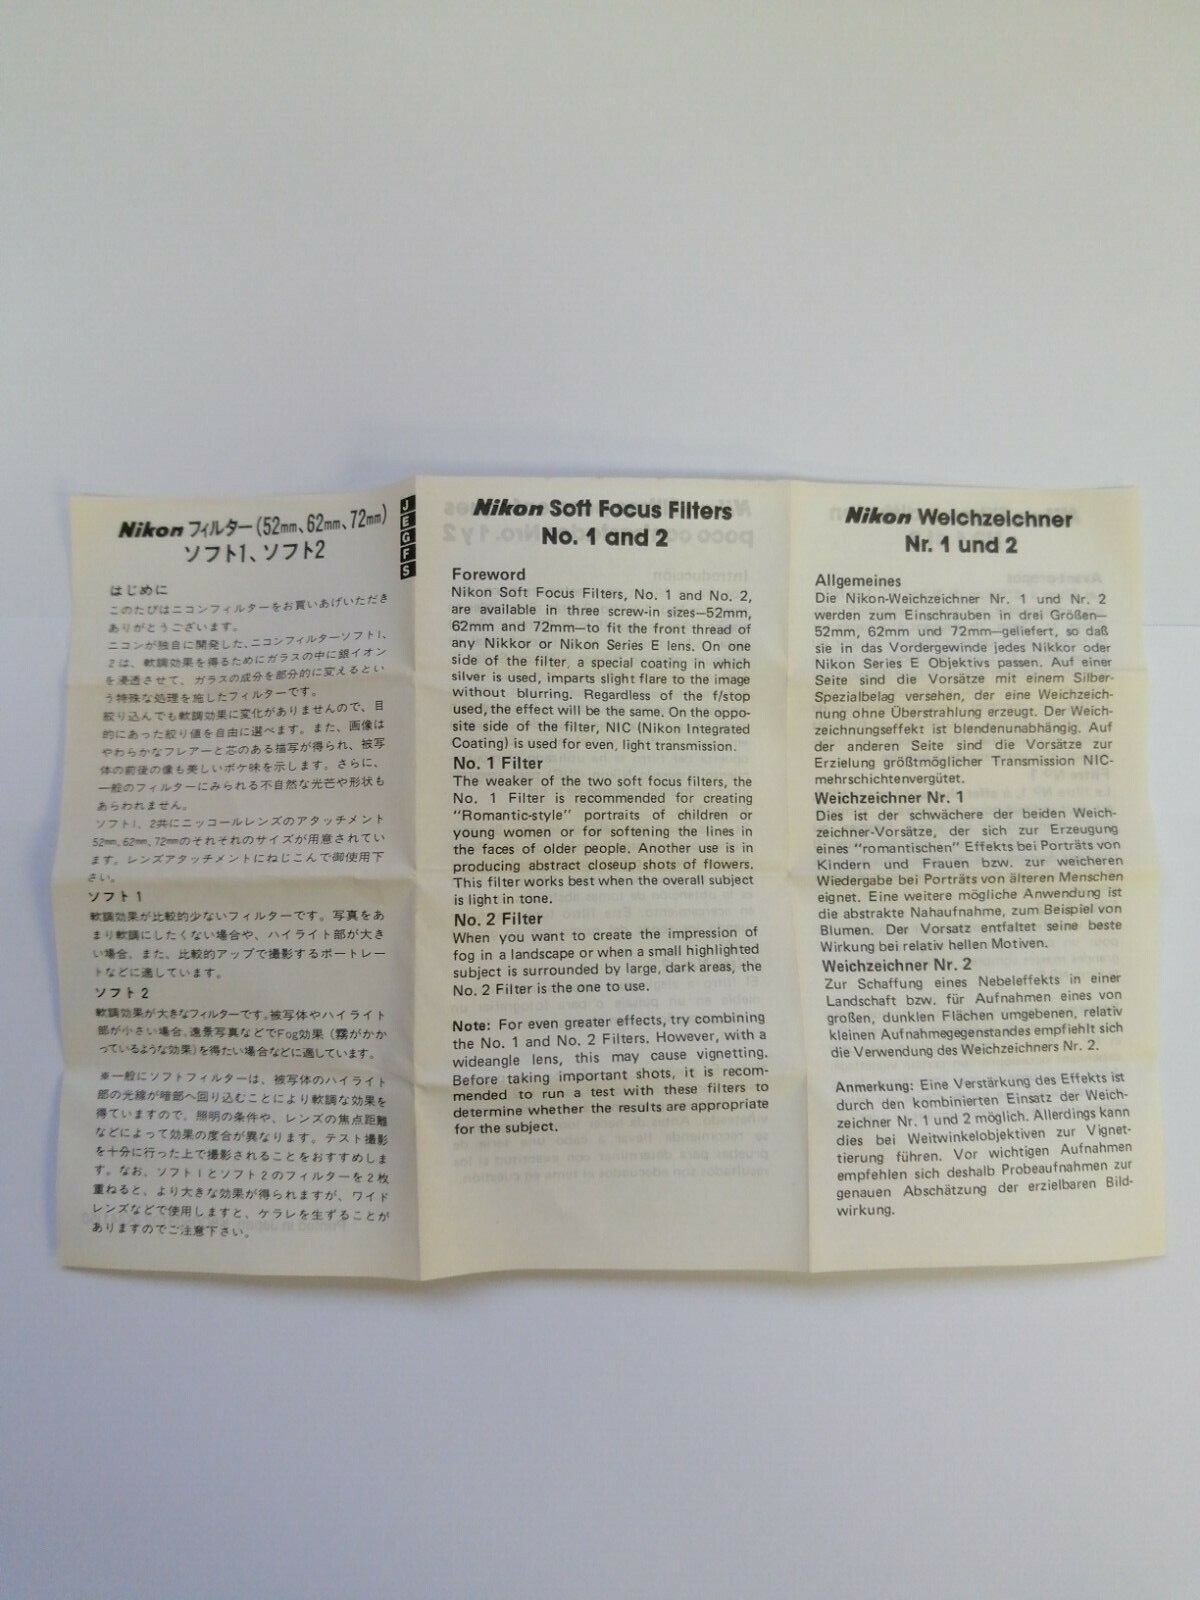 Nikon フィルター(52mm、62mm、72mm)
ソフト1、ソフト2
はじめに
このたびはニコンフィルターをお買いあげいただき
ありがとうございます。
ニコンが独自に開発した、ニコンフィルターソフト1、
2は、軟調効果を得るためにガラスの中に銀イオン
を浸透させて、ガラスの成分を部分的に変えるとい
う特殊な処理を施したフィルターです。
絞り込んでも軟調効果に変化がありませんので、目
的にあった絞り値を自由に選べます。また、画像は
やわらかなフレアーと芯のある描写が得られ、被写
体の前後の像も美しいボケ味を示します。さらに、
一般のフィルターにみられる不自然な光芒や形状も
あらわれません。
ソフト1、2共にニッコールレンズのアタッチメント
52mm、62mm、72mmのそれぞれのサイズが用意されてい
ます。レンズアタッチメントにねじこんで御使用下
さい。
ソフト1
軟調効果が比較的少ないフィルターです。写真をあ
まり軟調にしたくない場合や、ハイライト部が大き
い場合、また、比較的アップで撮影するポートレー
トなどに適しています。
ソフト2
軟調効果が大きなフィルターです。被写体やハイライト
部が小さい場合、遠景写真などでFog効果(霧がかか
っているような効果)を得たい場合などに適しています。
※一般にソフトフィルターは、被写体のハイライト
部の光線が暗部へ回り込むことにより軟調な効果を
得ていますので、照明の条件や、レンズの焦点距離
などによって効果の度合が異なります。テスト撮影
を十分に行った上で撮影されることをおすすめしま
す。なお、ソフト1とソフト2のフィルターを2枚
重ねると、より大きな効果が得られますが、ワイド
レンズなどで使用しますと、ケラレを生ずることが
ありますのでご注意下さい。
J
E
G
F
S
Nikon Soft Focus Filters
No. 1 and 2
Foreword
Nikon Soft Focus Filters, No. 1 and No. 2,
are available in three screw-in sizes—52mm,
62mm and 72mm—to fit the front thread of
any Nikkor or Nikon Series E lens. On one
side of the filter, a special coating in which
silver is used, imparts slight flare to the image
without blurring. Regardless of the f/stop
used, the effect will be the same. On the oppo-
site side of the filter, NIC (Nikon Integrated
Coating) is used for even, light transmission.
No. 1 Filter
The weaker of the two soft focus filters, the
No. 1 Filter is recommended for creating
"Romantic-style" portraits of children or
young women or for softening the lines in
the faces of older people. Another use is in
producing abstract closeup shots of flowers.
This filter works best when the overall subject
is light in tone.
No. 2 Filter
When you want to create the impression of
fog in a landscape or when a small highlighted
subject is surrounded by large, dark areas, the
No. 2 Filter is the one to use.
Note: For even greater effects, try combining
the No. 1 and No. 2 Filters. However, with a
wideangle lens, this may cause vignetting.
Before taking important shots, it is recom-
mended to run a test with these filters to
determine whether the results are appropriate
for the subject.
Nikon Weichzeichner
Nr. 1 und 2
Allgemeines
Die Nikon-Weichzeichner Nr. 1 und Nr. 2
werden zum Einschrauben in drei Größen—
52mm, 62mm und 72mm—geliefert, so daß
sie in das Vordergewinde jedes Nikkor oder
Nikon Series E Objektivs passen. Auf einer
Seite sind die Vorsätze mit einem Silber-
Spezialbelag versehen, der eine Weichzeich-
nung ohne Überstrahlung erzeugt. Der Weich-
zeichnungseffekt ist blendenunabhängig. Auf
der anderen Seite sind die Vorsätze zur
Erzielung größtmöglicher Transmission NIC-
mehrschichtenvergütet.
Weichzeichner Nr. 1
Dies ist der schwächere der beiden Weich-
zeichner-Vorsätze, der sich zur Erzeugung
eines "romantischen" Effekts bei Porträts von
Kindern und Frauen bzw. zur weicheren
Wiedergabe bei Porträts von älteren Menschen
eignet. Eine weitere mögliche Anwendung ist
die abstrakte Nahaufnahme, zum Beispiel von
Blumen. Der Vorsatz entfaltet seine beste
Wirkung bei relativ hellen Motiven.
Weichzeichner Nr. 2
Zur Schaffung eines Nebeleffekts in einer
Landschaft bzw. für Aufnahmen eines von
großen, dunklen Flächen umgebenen, relativ
kleinen Aufnahmegegenstandes empfiehlt sich
die Verwendung des Weichzeichners Nr. 2.
Anmerkung: Eine Verstärkung des Effekts ist
durch den kombinierten Einsatz der Weich-
zeichner Nr. 1 und 2 möglich. Allerdings kann
dies bei Weitwinkelobjektiven zur Vignet-
tierung führen. Vor wichtigen Aufnahmen
empfehlen sich deshalb Probeaufnahmen zur
genauen Abschätzung der erzielbaren Bild-
wirkung.